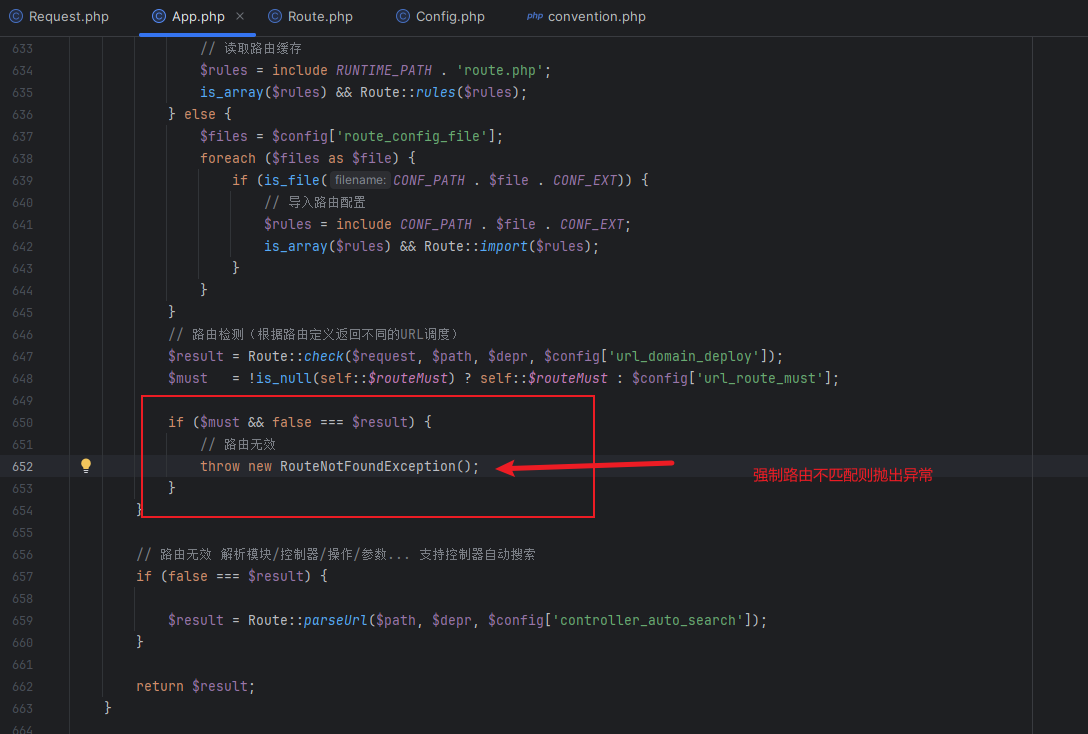 Request.php App.php Route.php Config.php php convention.php
633 // 读取路由缓存
634 $rules = include RUNTIME_PATH . 'route.php';
635 is_array($rules) && Route::rules($rules);
636 } else {
637 $files = $config['route_config_file'];
638 foreach ($files as $file) {
639 if (is_file( filename: CONF_PATH . $file . CONF_EXT)) {
640 // 导入路由配置
641 $rules = include CONF_PATH . $file . CONF_EXT;
642 is_array($rules) && Route::import($rules);
643 }
644 }
645 }
646 // 路由检测（根据路由定义返回不同的URL调度）
647 $result = Route::check($request, $path, $depr, $config['url_domain_deploy']);
648 $must = !is_null(self::$routeMust) ? self::$routeMust : $config['url_route_must'];
649
650 if ($must && false === $result) {
651 // 路由无效
652 throw new RouteNotFoundException();
强制路由不匹配则抛出异常
653 }
654 }
655
656 // 路由无效 解析模块/控制器/操作/参数... 支持控制器自动搜索
657 if (false === $result) {
658
659 $result = Route::parseUrl($path, $depr, $config['controller_auto_search']);
660 }
661
662 return $result;
663 }
664